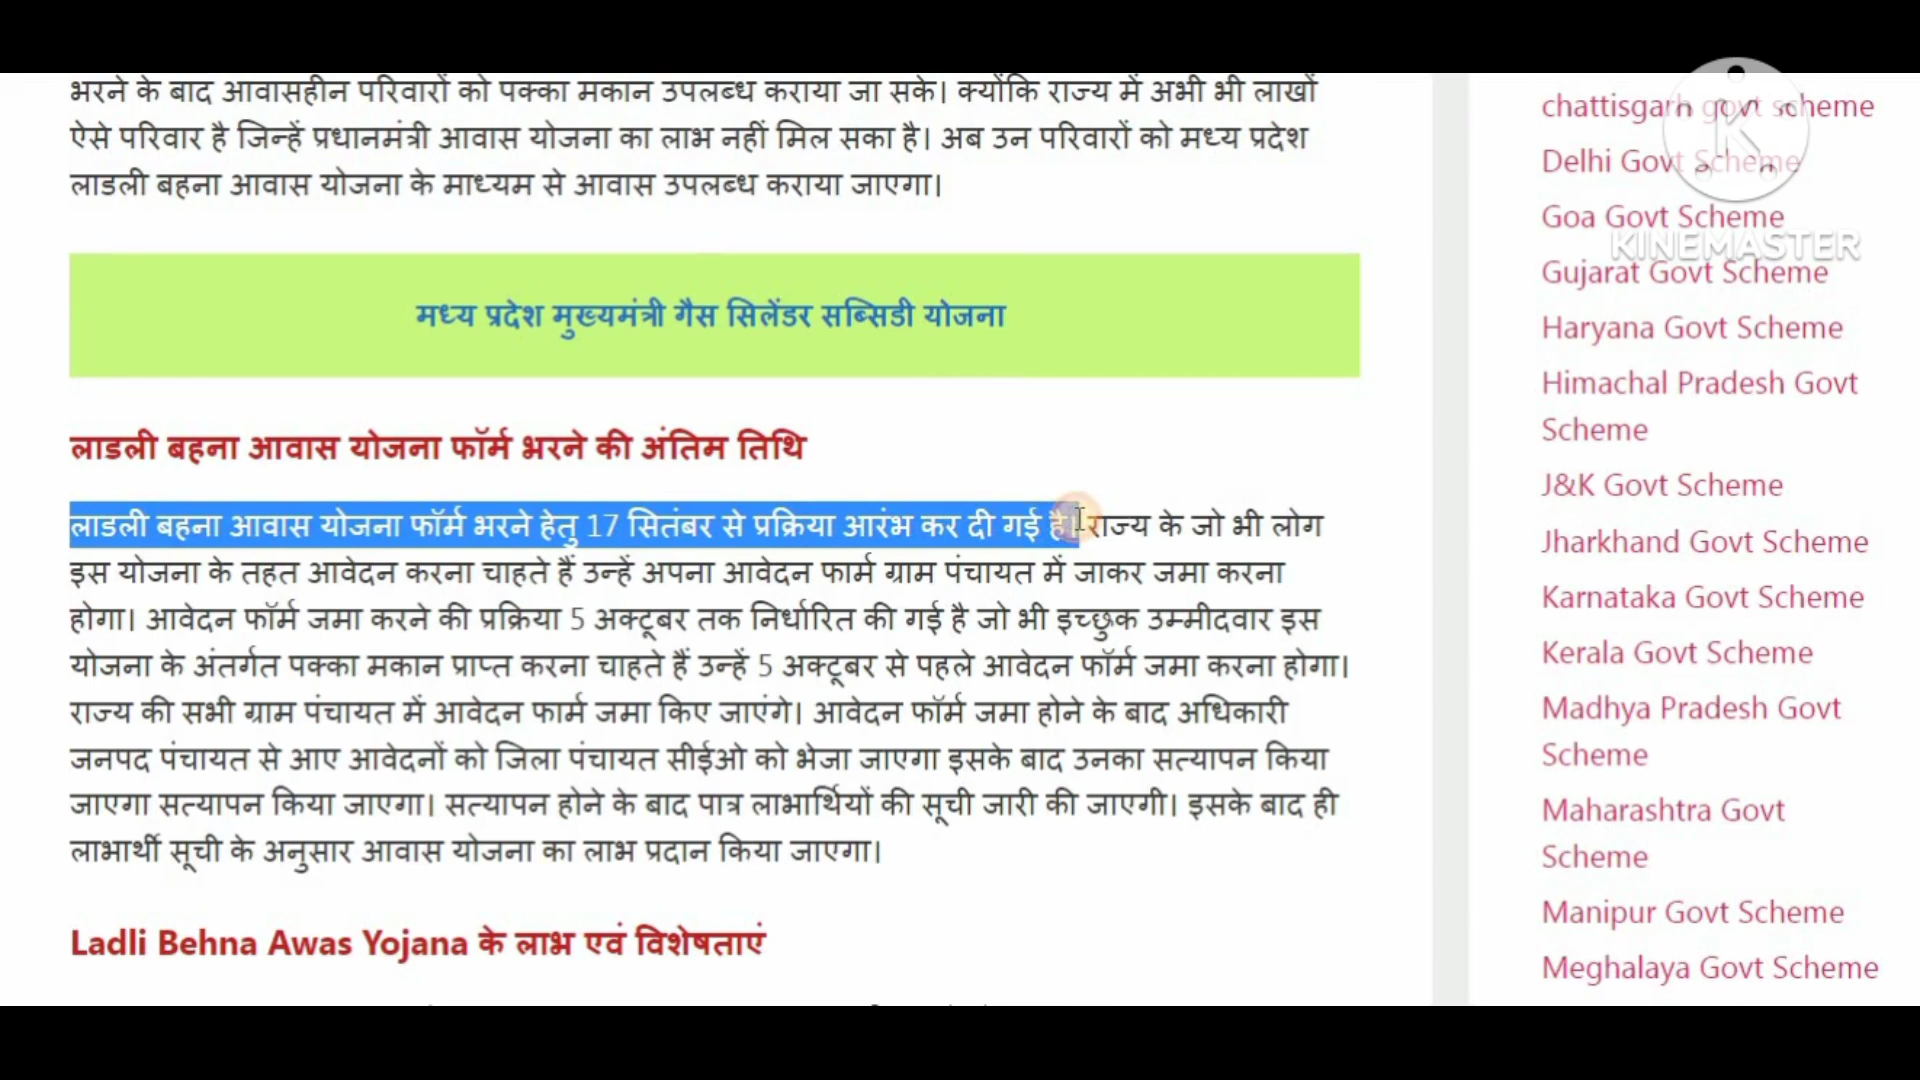 भरने के बाद आवासहीन परिवारों को पक्का मकान उपलब्ध कराया जा सके। क्योंकि राज्य में अभी भी लाखों
ऐसे परिवार है जिन्हें प्रधानमंत्री आवास योजना का लाभ नहीं मिल सका है। अब उन परिवारों को मध्य प्रदेश
लाडली बहना आवास योजना के माध्यम से आवास उपलब्ध कराया जाएगा।
मध्य प्रदेश मुख्यमंत्री गैस सिलेंडर सब्सिडी योजना
लाडली बहना आवास योजना फॉर्म भरने की अंतिम तिथि
लाडली बहना आवास योजना फॉर्म भरने हेतु 17 सितंबर से प्रक्रिया आरंभ कर दी गई है। राज्य के जो भी लोग
इस योजना के तहत आवेदन करना चाहते हैं उन्हें अपना आवेदन फार्म ग्राम पंचायत में जाकर जमा करना
होगा। आवेदन फॉर्म जमा करने की प्रक्रिया 5 अक्टूबर तक निर्धारित की गई है जो भी इच्छुक उम्मीदवार इस
योजना के अंतर्गत पक्का मकान प्राप्त करना चाहते हैं उन्हें 5 अक्टूबर से पहले आवेदन फॉर्म जमा करना होगा।
राज्य की सभी ग्राम पंचायत में आवेदन फार्म जमा किए जाएंगे। आवेदन फॉर्म जमा होने के बाद अधिकारी
जनपद पंचायत से आए आवेदनों को जिला पंचायत सीईओ को भेजा जाएगा इसके बाद उनका सत्यापन किया
जाएगा सत्यापन किया जाएगा। सत्यापन होने के बाद पात्र लाभार्थियों की सूची जारी की जाएगी। इसके बाद ही
लाभार्थी सूची के अनुसार आवास योजना का लाभ प्रदान किया जाएगा।
Ladli Behna Awas Yojana के लाभ एवं विशेषताएं
chattisgarh govt scheme
Delhi Govt Scheme
Goa Govt Scheme
Gujarat Govt Scheme
Haryana Govt Scheme
Himachal Pradesh Govt
Scheme
J&K Govt Scheme
Jharkhand Govt Scheme
Karnataka Govt Scheme
Kerala Govt Scheme
Madhya Pradesh Govt
Scheme
Maharashtra Govt
Scheme
Manipur Govt Scheme
Meghalaya Govt Scheme
K
KINEMASTER